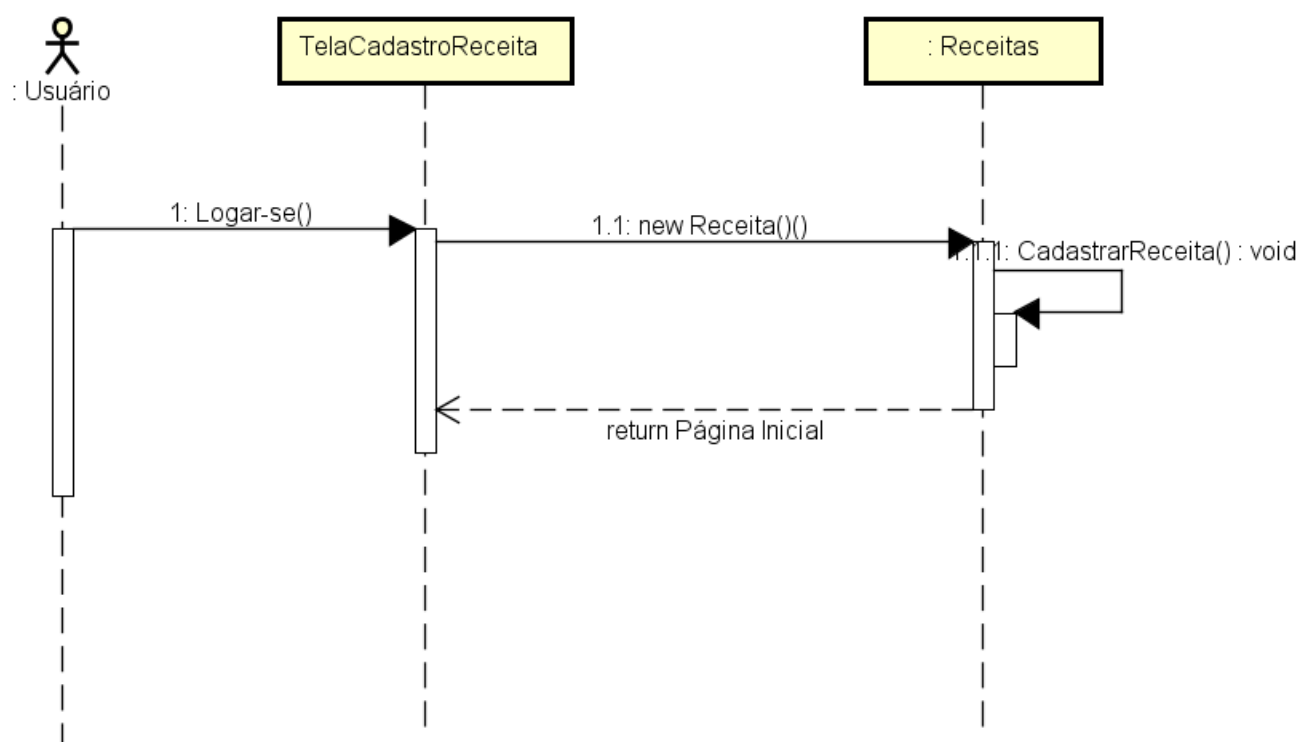 TelaCadastroReceita
: Receitas
: Usuário
1: Logar-se()
1.1: new Receita()()
1.1.1: CadastrarReceita() : void
return Página Inicial